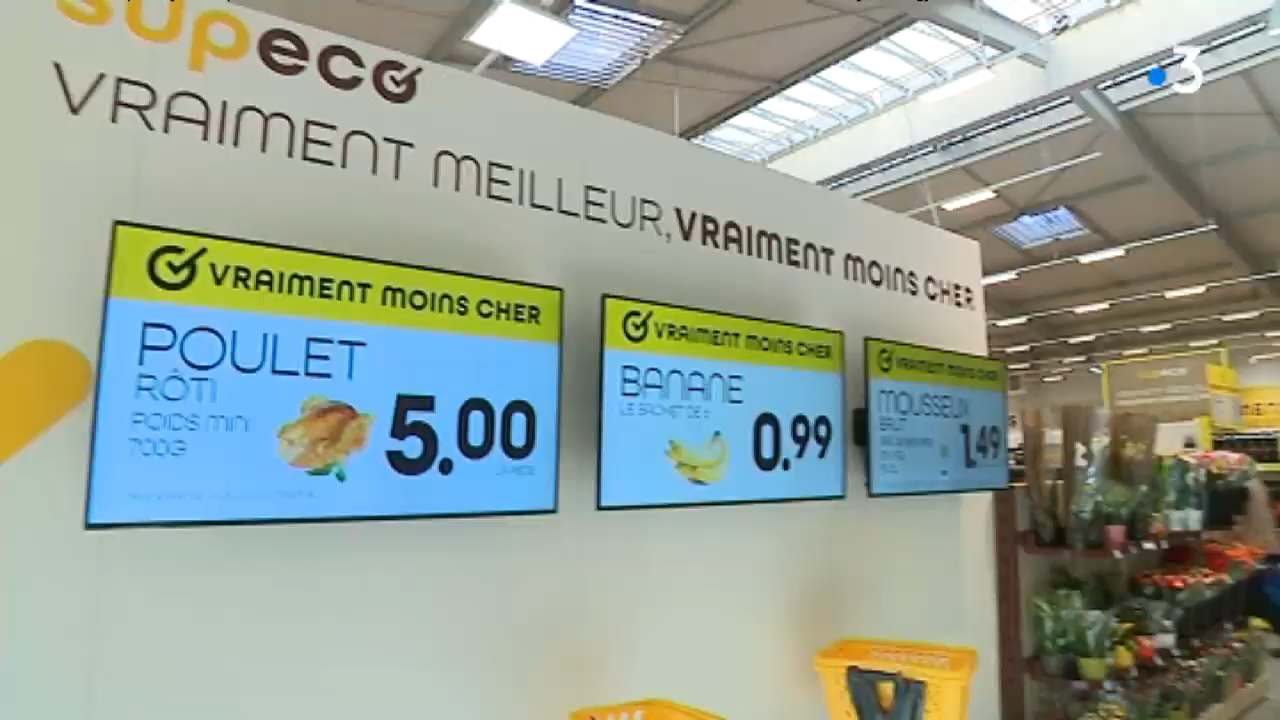 supeco
VRAIMENT MEILLEUR, VRAIMENT MOINS CHER
VRAIMENT MOINS CHER
POULET
RÔTI
POIDS MINI
700G
5.00
VRAIMENT MOINS CHER
BANANE
LE SACHET DE
0.99
VRAIMENT MOINS CHER
MOUSSEUX
BRUT
1.49
3